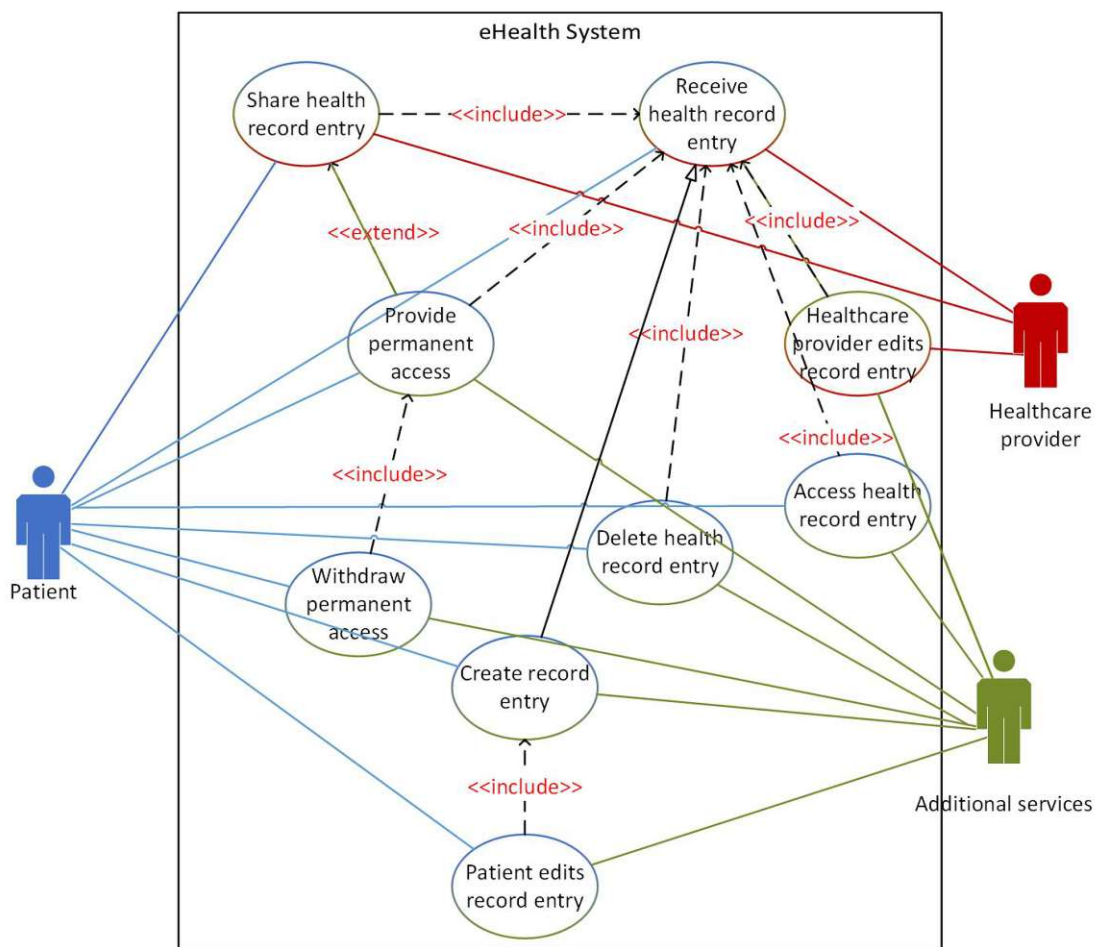 eHealth System
Share health
record entry
<<include>>
Receive
health record
entry
<<extend>>
<<include>>
<<include>>
Provide
permanent
access
<<include>>
Healthcare
provider edits
record entry
Healthcare
provider
<<include>>
<<include>>
Access health
record entry
Patient
Withdraw
permanent
access
Delete health
record entry
Create record
entry
<<include>>
Additional services
Patient edits
record entry